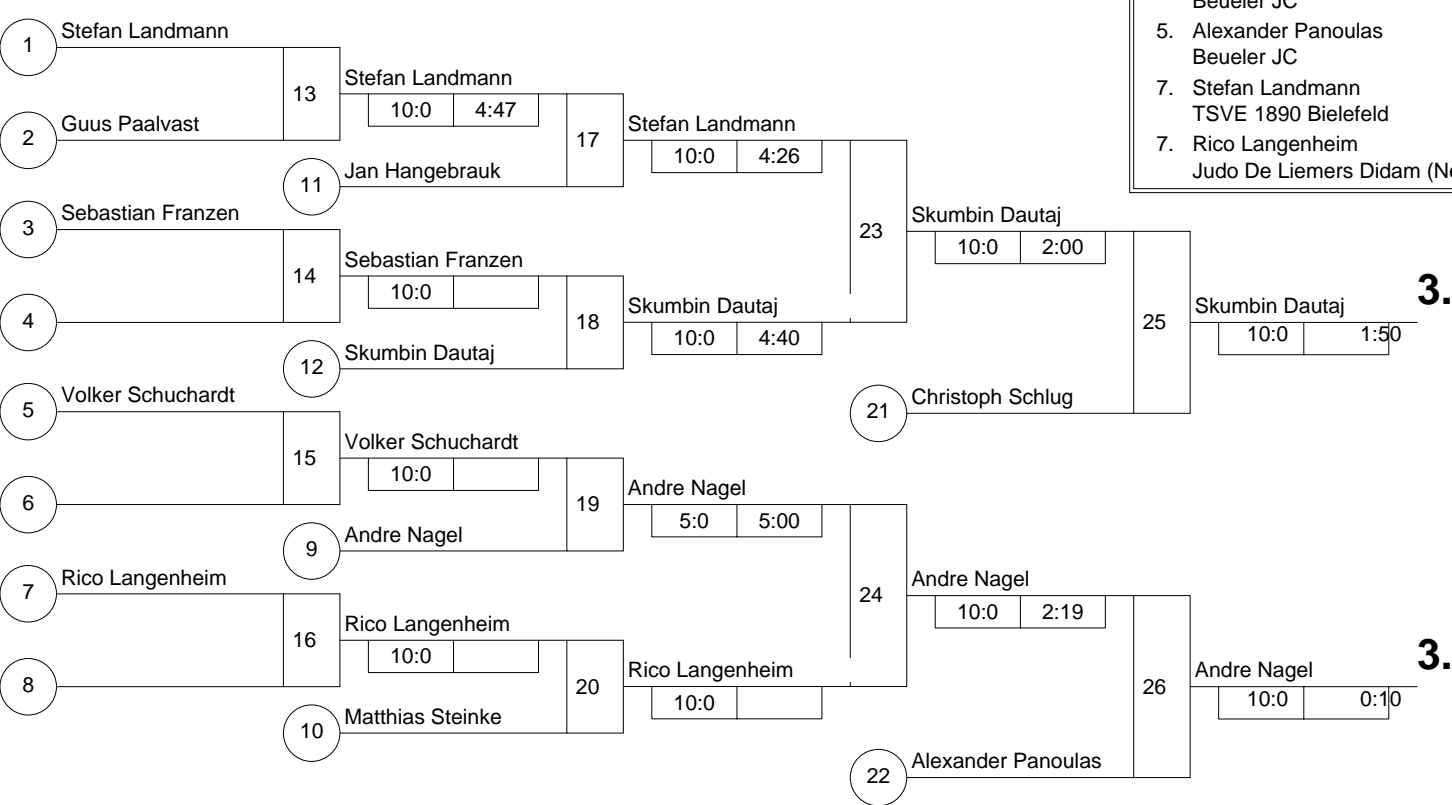 Beueler JC
5. Alexander Panoulas
Beueler JC
7. Stefan Landmann
TSVE 1890 Bielefeld
7. Rico Langenheim
Judo De Liemers Didam
1 Stefan Landmann
2 Guus Paalvast
13 Stefan Landmann
10:0 4:47
11 Jan Hangebrauk
17 Stefan Landmann
10:0 4:26
3 Sebastian Franzen
4
14 Sebastian Franzen
10:0
12 Skumbin Dautaj
18 Skumbin Dautaj
10:0 4:40
23 Skumbin Dautaj
10:0 2:00
21 Christoph Schlug
25 Skumbin Dautaj 3.
10:0 1:50
5 Volker Schuchardt
6
15 Volker Schuchardt
10:0
9 Andre Nagel
19 Andre Nagel
5:0 5:00
7 Rico Langenheim
8
16 Rico Langenheim
10:0
10 Matthias Steinke
20 Rico Langenheim
10:0
24 Andre Nagel
10:0 2:19
22 Alexander Panoulas
26 Andre Nagel 3.
10:0 0:10